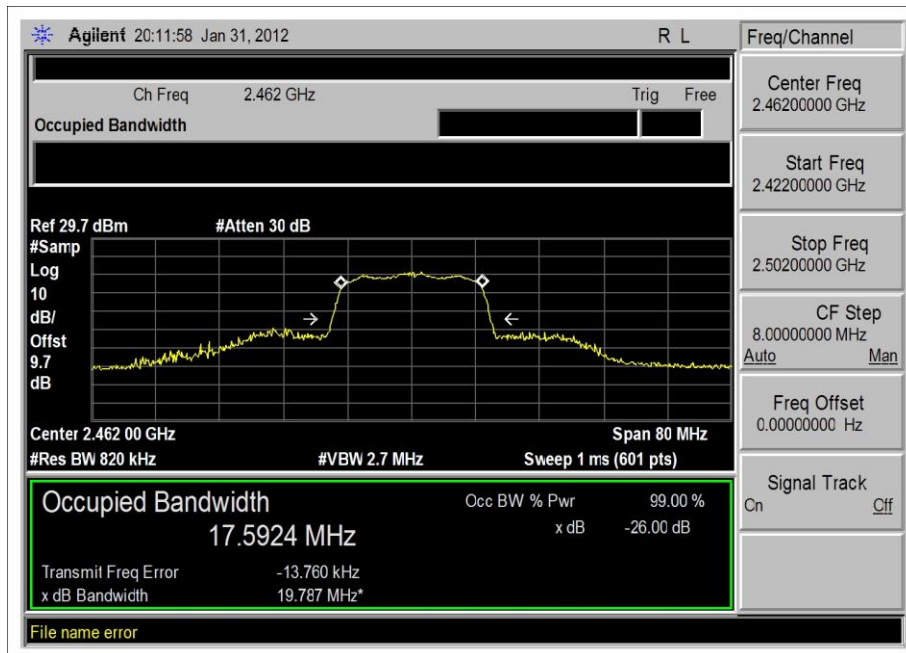 Agilent 20:11:58 Jan 31, 2012 R L
Freq/Channel
Ch Freq 2.462 GHz Trig Free
Occupied Bandwidth
Center Freq
2.46200000 GHz
Start Freq
2.42200000 GHz
Stop Freq
2.50200000 GHz
CF Step
8.00000000 MHz
Auto Man
Freq Offset
0.00000000 Hz
Signal Track
On Off
Ref 29.7 dBm #Atten 30 dB
#Samp
Log
10
dB/
Offst
9.7
dB
Center 2.462 00 GHz Span 80 MHz
#Res BW 820 kHz #VBW 2.7 MHz Sweep 1 ms (601 pts)
Occupied Bandwidth Occ BW % Pwr 99.00 %
17.5924 MHz x dB -26.00 dB
Transmit Freq Error -13.760 kHz
x dB Bandwidth 19.787 MHz*
File name error